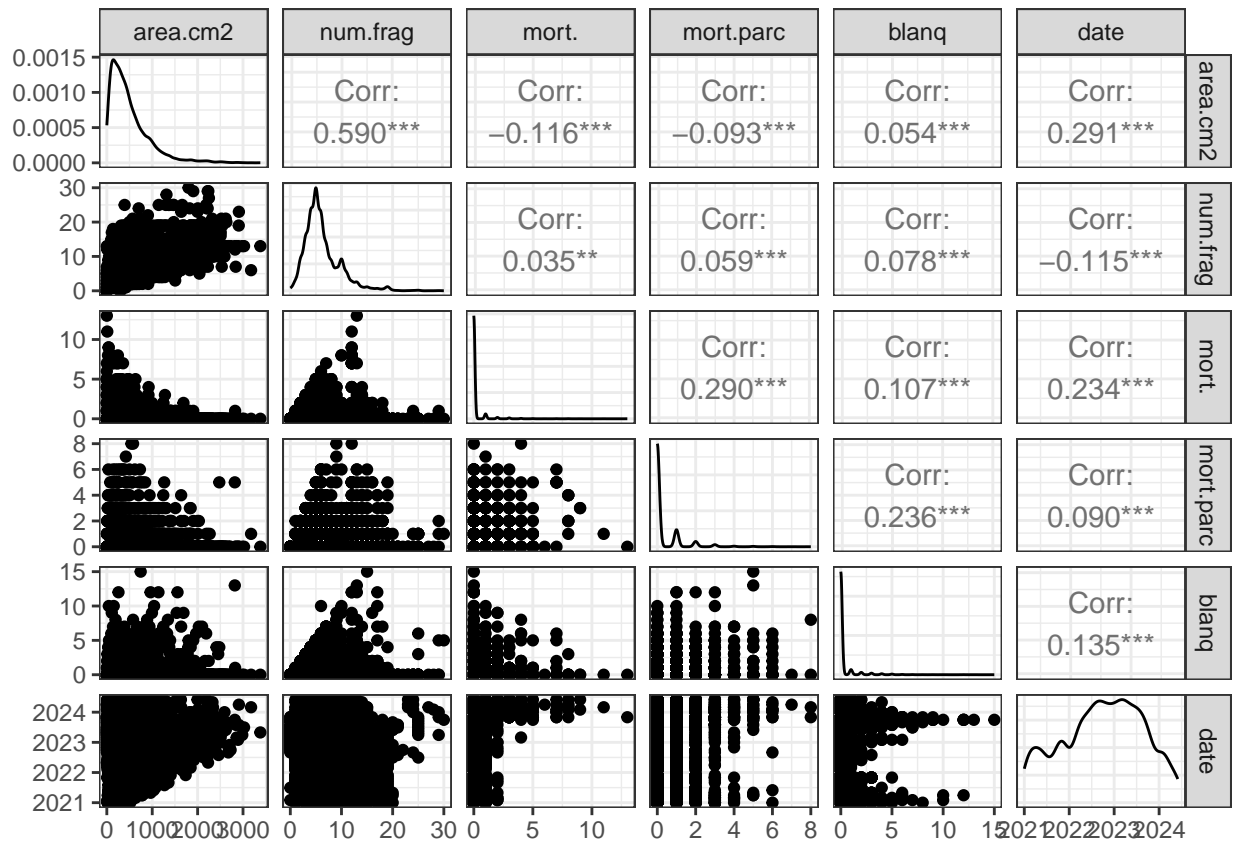 area.cm2 num.frag mort. mort.parc blanq date
0.0015
0.0010
0.0005
0.0000
Corr: Corr: Corr: Corr: Corr:
0.590*** −0.116*** −0.093*** 0.054*** 0.291***
area.cm2
30
20
10
0
Corr: Corr: Corr: Corr:
0.035** 0.059*** 0.078*** −0.115***
num.frag
10
5
0
Corr: Corr: Corr:
0.290*** 0.107*** 0.234***
mort.
8
6
4
2
0
Corr: Corr:
0.236*** 0.090***
mort.parc
15
10
5
0
Corr:
0.135***
blanq
2024
2023
2022
2021
date
0 1000 2000 3000 0 10 20 30 0 5 10 0 2 4 6 8 0 5 10 15 2021 2022 2023 2024